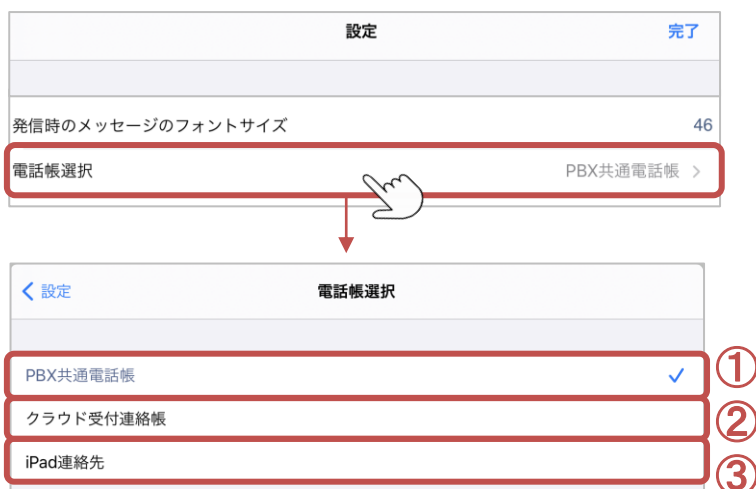 設定 完了
発信時のメッセージのフォントサイズ 46
電話帳選択 PBX共通電話帳 >
< 設定 電話帳選択
PBX共通電話帳 ✓ ①
クラウド受付連絡帳 ②
iPad連絡先 ③